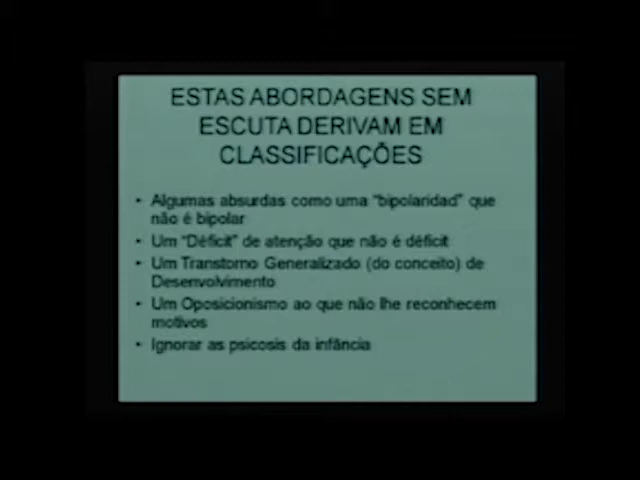 ESTAS ABORDAGENS SEM
ESCUTA DERIVAM EM
CLASSIFICAÇÕES
• Algumas absurdas como uma "bipolaridad" que
não é bipolar
• Um "Déficit" de atenção que não é déficit
• Um Transtorno Generalizado (do conceito) de
Desenvolvimento
• Um Oposicionismo ao que não lhe reconhecem
motivos
• Ignorar as psicosis da infância